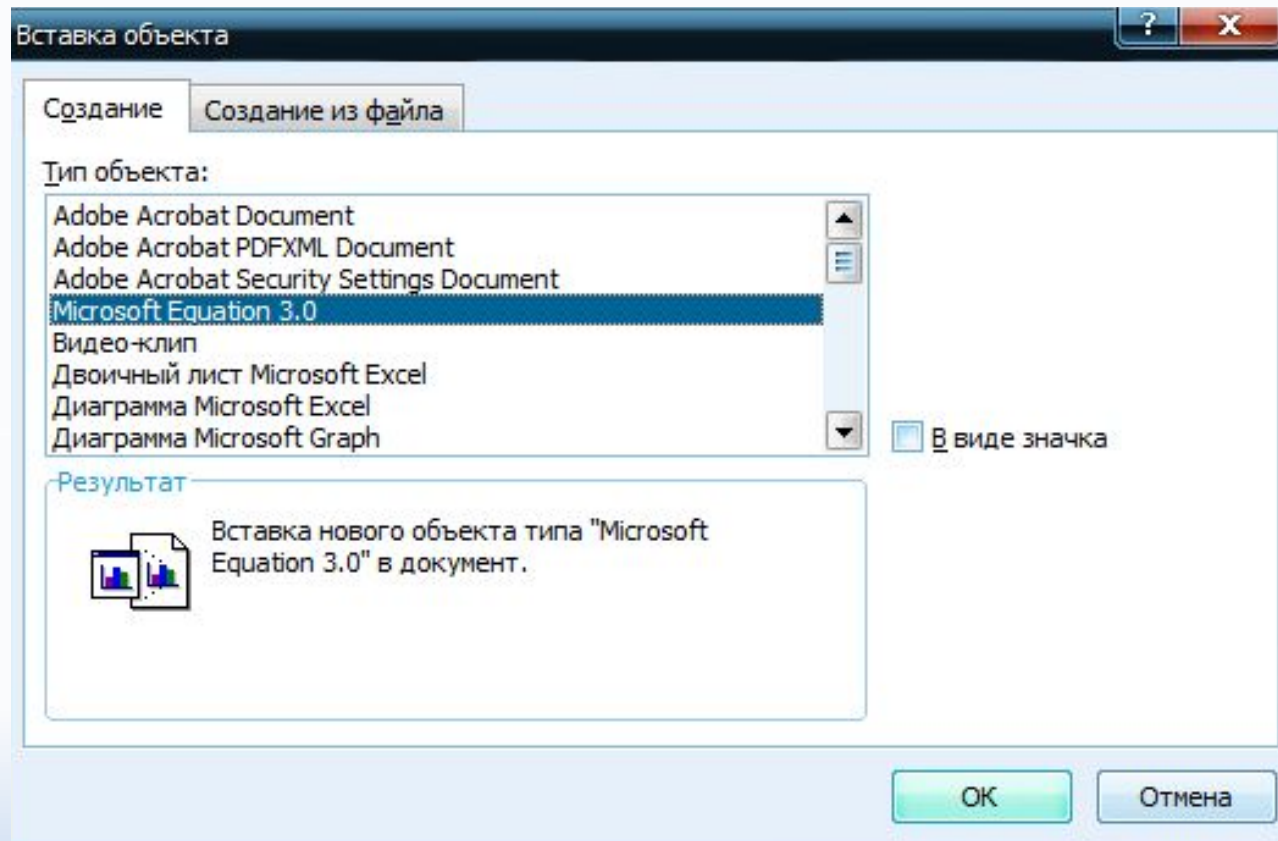 Вставка объекта
Создание
Создание из файла
Тип объекта:
Adobe Acrobat Document
Adobe Acrobat PDFXML Document
Adobe Acrobat Security Settings Document
Microsoft Equation 3.0
Видео-клип
Двоичный лист Microsoft Excel
Диаграмма Microsoft Excel
Диаграмма Microsoft Graph
В виде значка
Результат
Вставка нового объекта типа "Microsoft
Equation 3.0" в документ.
ОК
Отмена